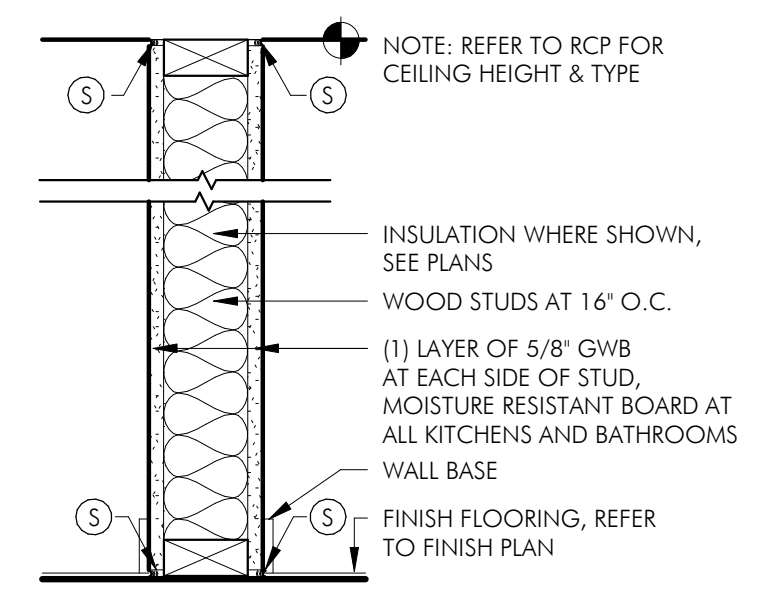 NOTE: REFER TO RCP FOR
CEILING HEIGHT & TYPE
S
S
INSULATION WHERE SHOWN,
SEE PLANS
WOOD STUDS AT 16" O.C.
(1) LAYER OF 5/8" GWB
AT EACH SIDE OF STUD,
MOISTURE RESISTANT BOARD AT
ALL KITCHENS AND BATHROOMS
WALL BASE
S
S
FINISH FLOORING, REFER
TO FINISH PLAN